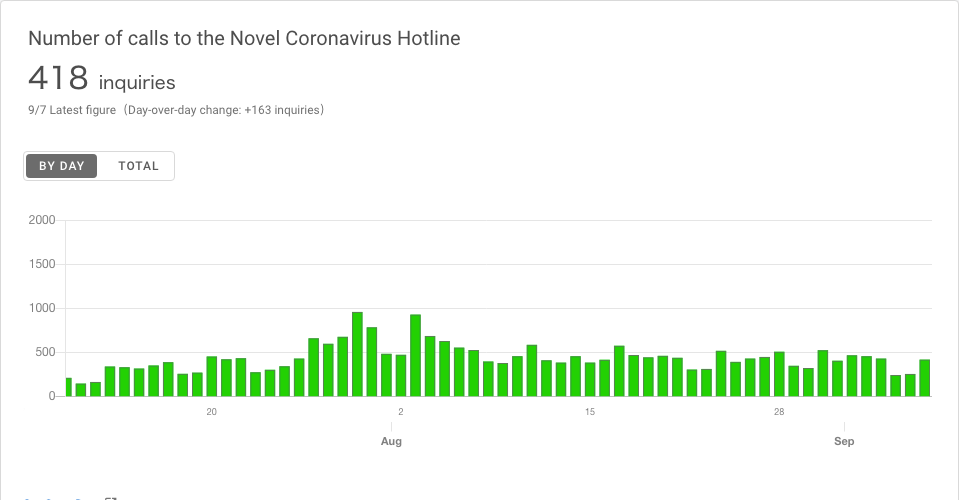 Number of calls to the Novel Coronavirus Hotline
418 inquiries
9/7 Latest figure（Day-over-day change: +163 inquiries）
BY DAY TOTAL
2000
1500
1000
500
0
20 2 15 28
Aug Sep